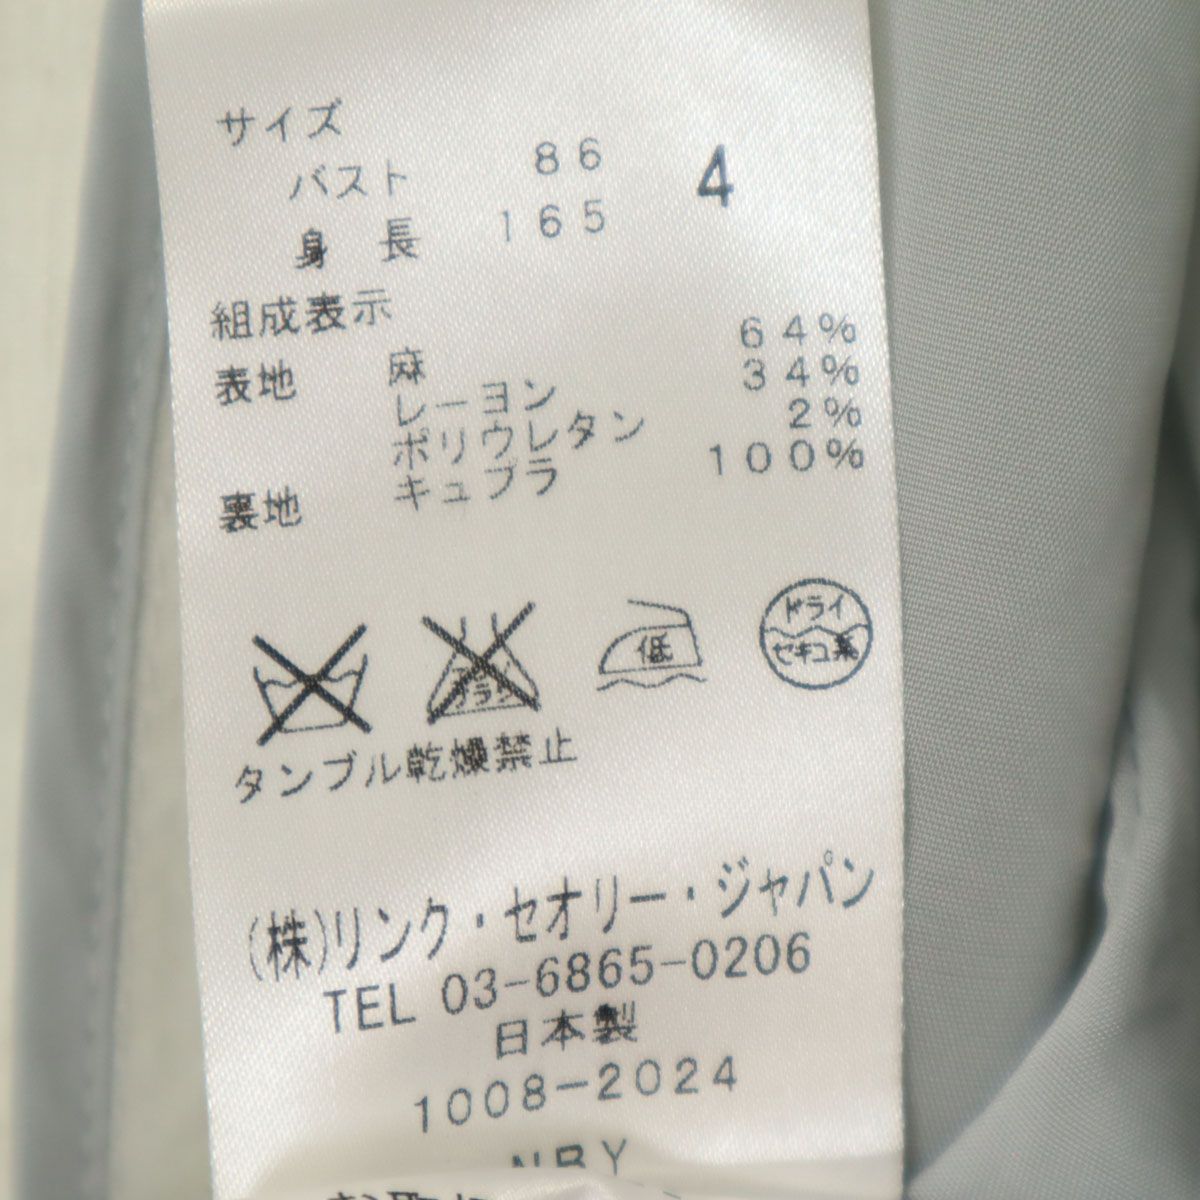 サイズ
バスト 86 4
身長 165
組成表示
表地 麻 64%
レーヨン 34%
ポリウレタン 2%
裏地 キュプラ 100%
低
ドライ
セキユ系
タンブル乾燥禁止
(株)リンク・セオリー・ジャパン
TEL 03-6865-0206
日本製
1008-2024
NBY